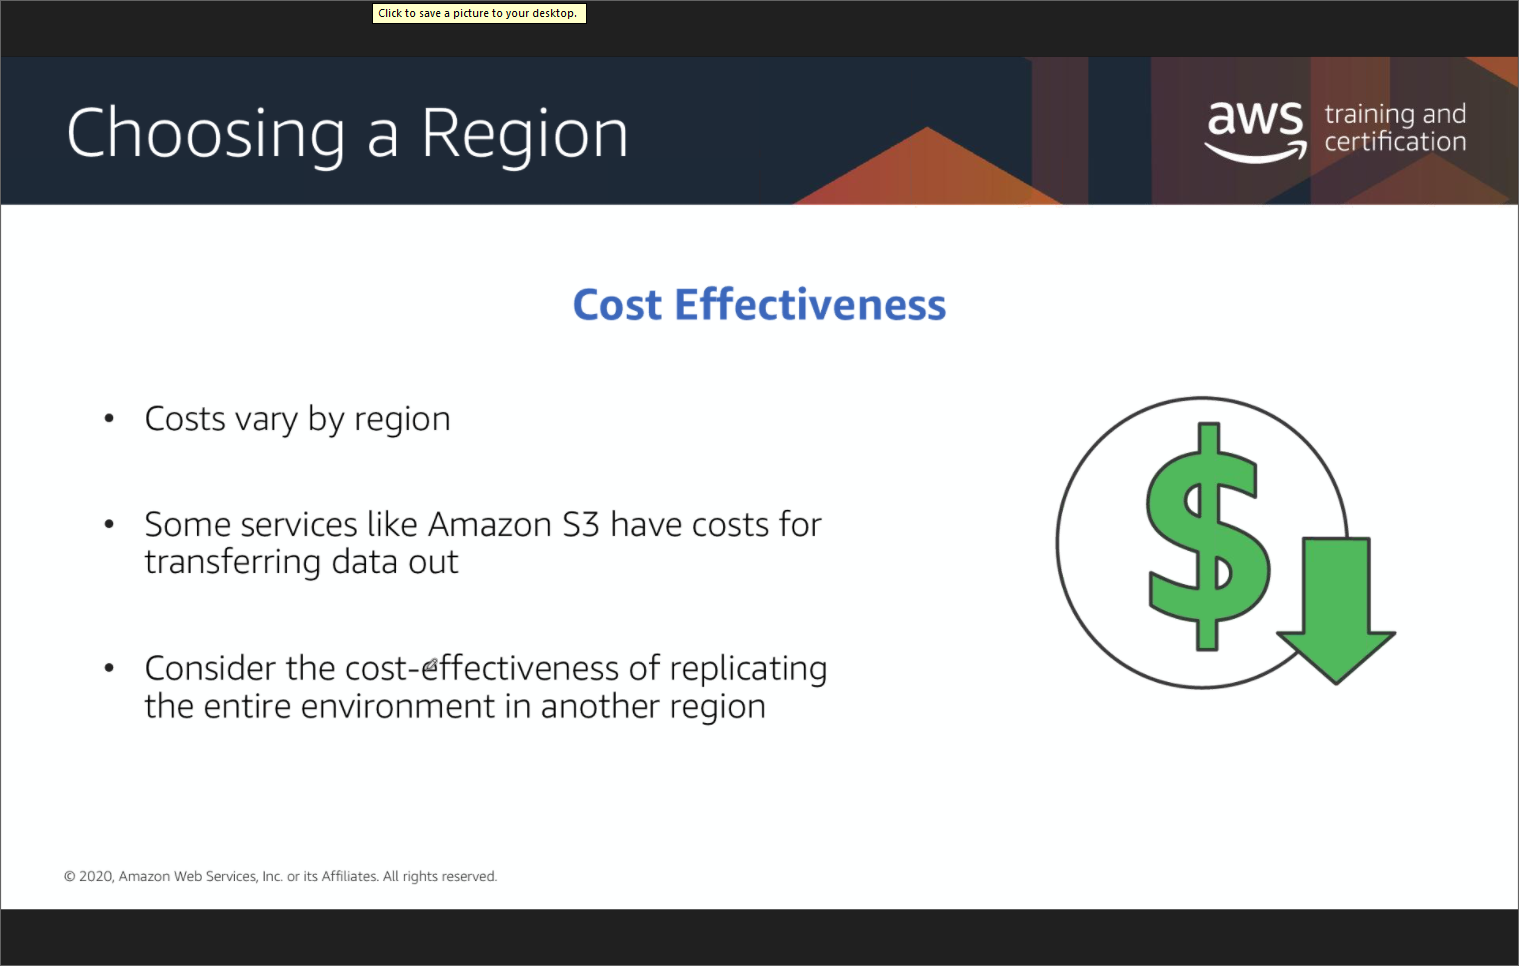 Click to save a picture to your desktop.
Choosing a Region
aws training and
certification
Cost Effectiveness
• Costs vary by region
• Some services like Amazon S3 have costs for
transferring data out
• Consider the cost-effectiveness of replicating
the entire environment in another region
$
© 2020, Amazon Web Services, Inc. or its Affiliates. All rights reserved.